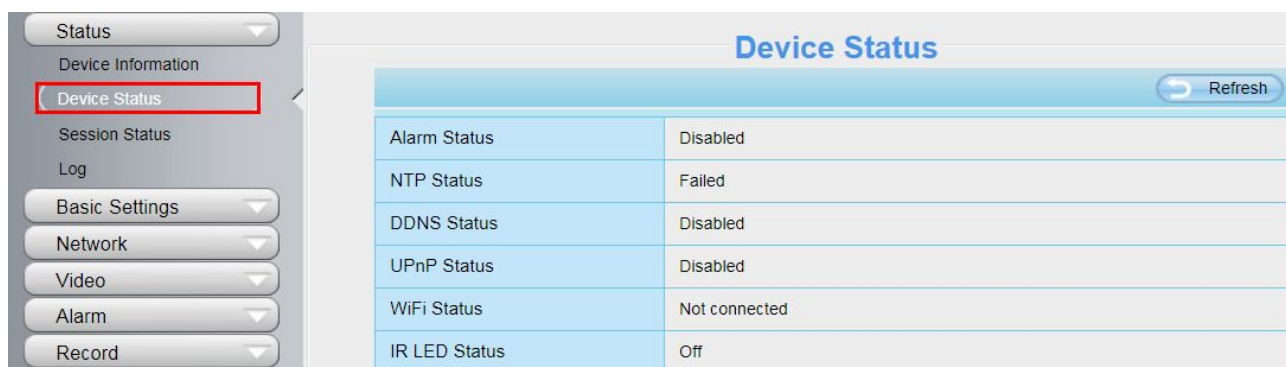 Status
Device Information
Device Status
Session Status
Log
Basic Settings
Network
Video
Alarm
Record
Device Status
Refresh
Alarm Status Disabled
NTP Status Failed
DDNS Status Disabled
UPnP Status Disabled
WiFi Status Not connected
IR LED Status Off